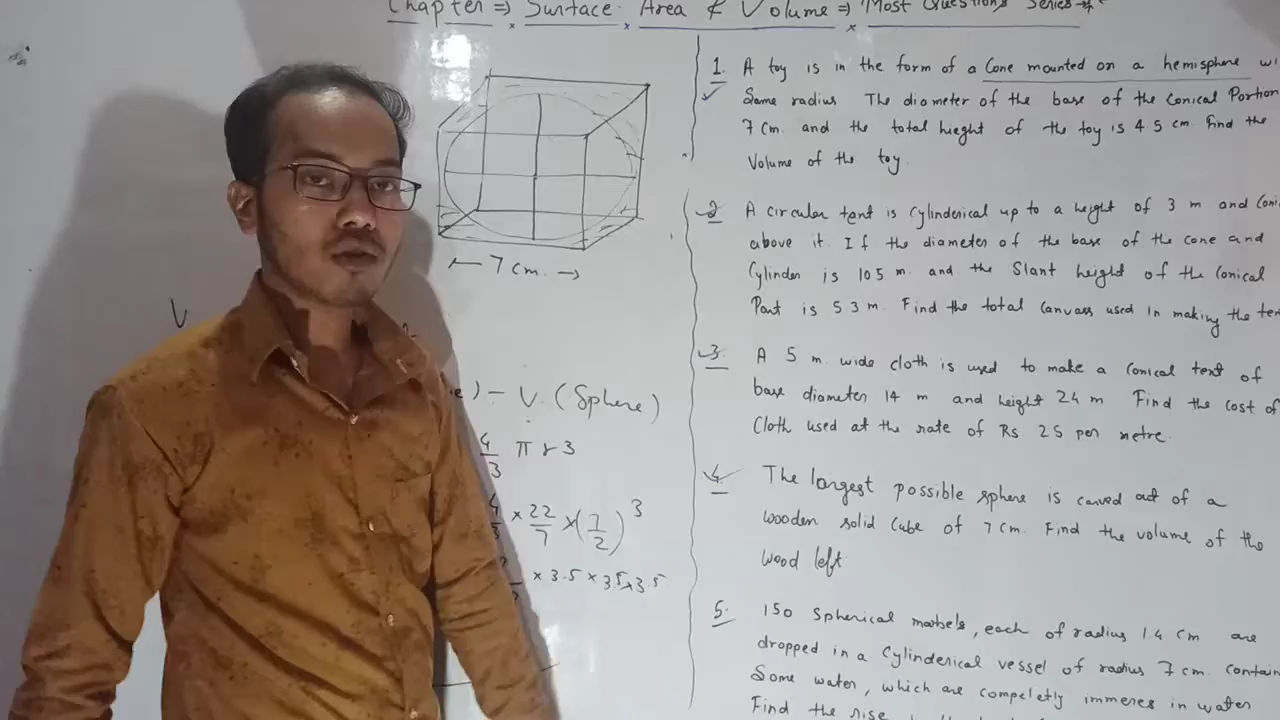 Chapter ⇒ Surface Area & Volume ⇒ Most Questions Series
7 cm.
V
e) - V. (Sphere)
4/3 π r 3
4/3 × 22/7 × (7/2)³
× 3.5 × 3.5 × 3.5
1. A toy is in the form of a Cone mounted on a hemisphere wi
Same radius The diameter of the base of the Conical Portion
7 cm. and the total hieght of the toy is 4 5 cm Find the
Volume of the toy.
2. A circular tent is Cylinderical up to a height of 3 m and Coni
above it. If the diameter of the base of the cone and
Cylinder is 105 m. and the Slant height of the Conical
Part is 5 3 m. Find the total Canvass used in making the ten
3. A 5 m. wide cloth is used to make a Conical tent of
base diameter 14 m and height 24 m Find the cost of
Cloth used at the rate of Rs 25 per metre.
4. The longest possible sphere is carved out of a
wooden solid Cube of 7 cm. Find the volume of the
wood left
5. 150 Spherical marbels, each of radius 1.4 cm are
dropped in a Cylinderical vessel of radius 7 cm. contain
Some water, which are compeletly immeres in water
Find the rise